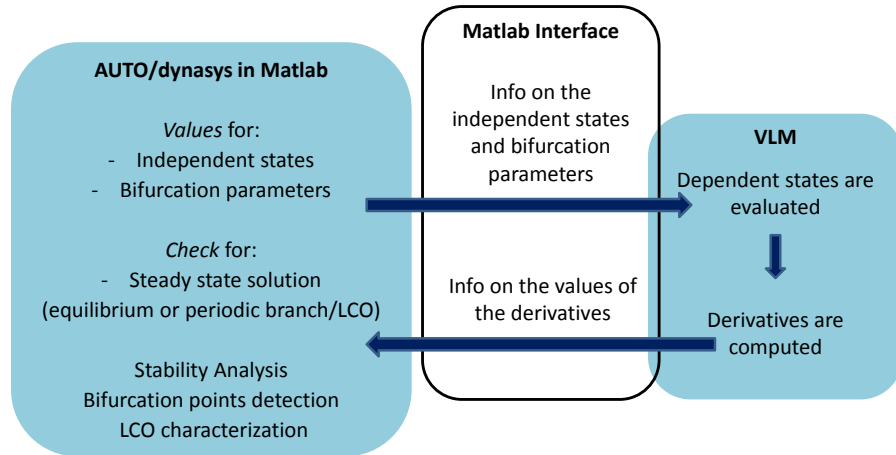 AUTO/dynasys in Matlab
Values for:
- Independent states
- Bifurcation parameters
Check for:
- Steady state solution
(equilibrium or periodic branch/LCO)
Stability Analysis
Bifurcation points detection
LCO characterization
Matlab Interface
Info on the
independent states
and bifurcation
parameters
Info on the values of
the derivatives
VLM
Dependent states are
evaluated
Derivatives are
computed